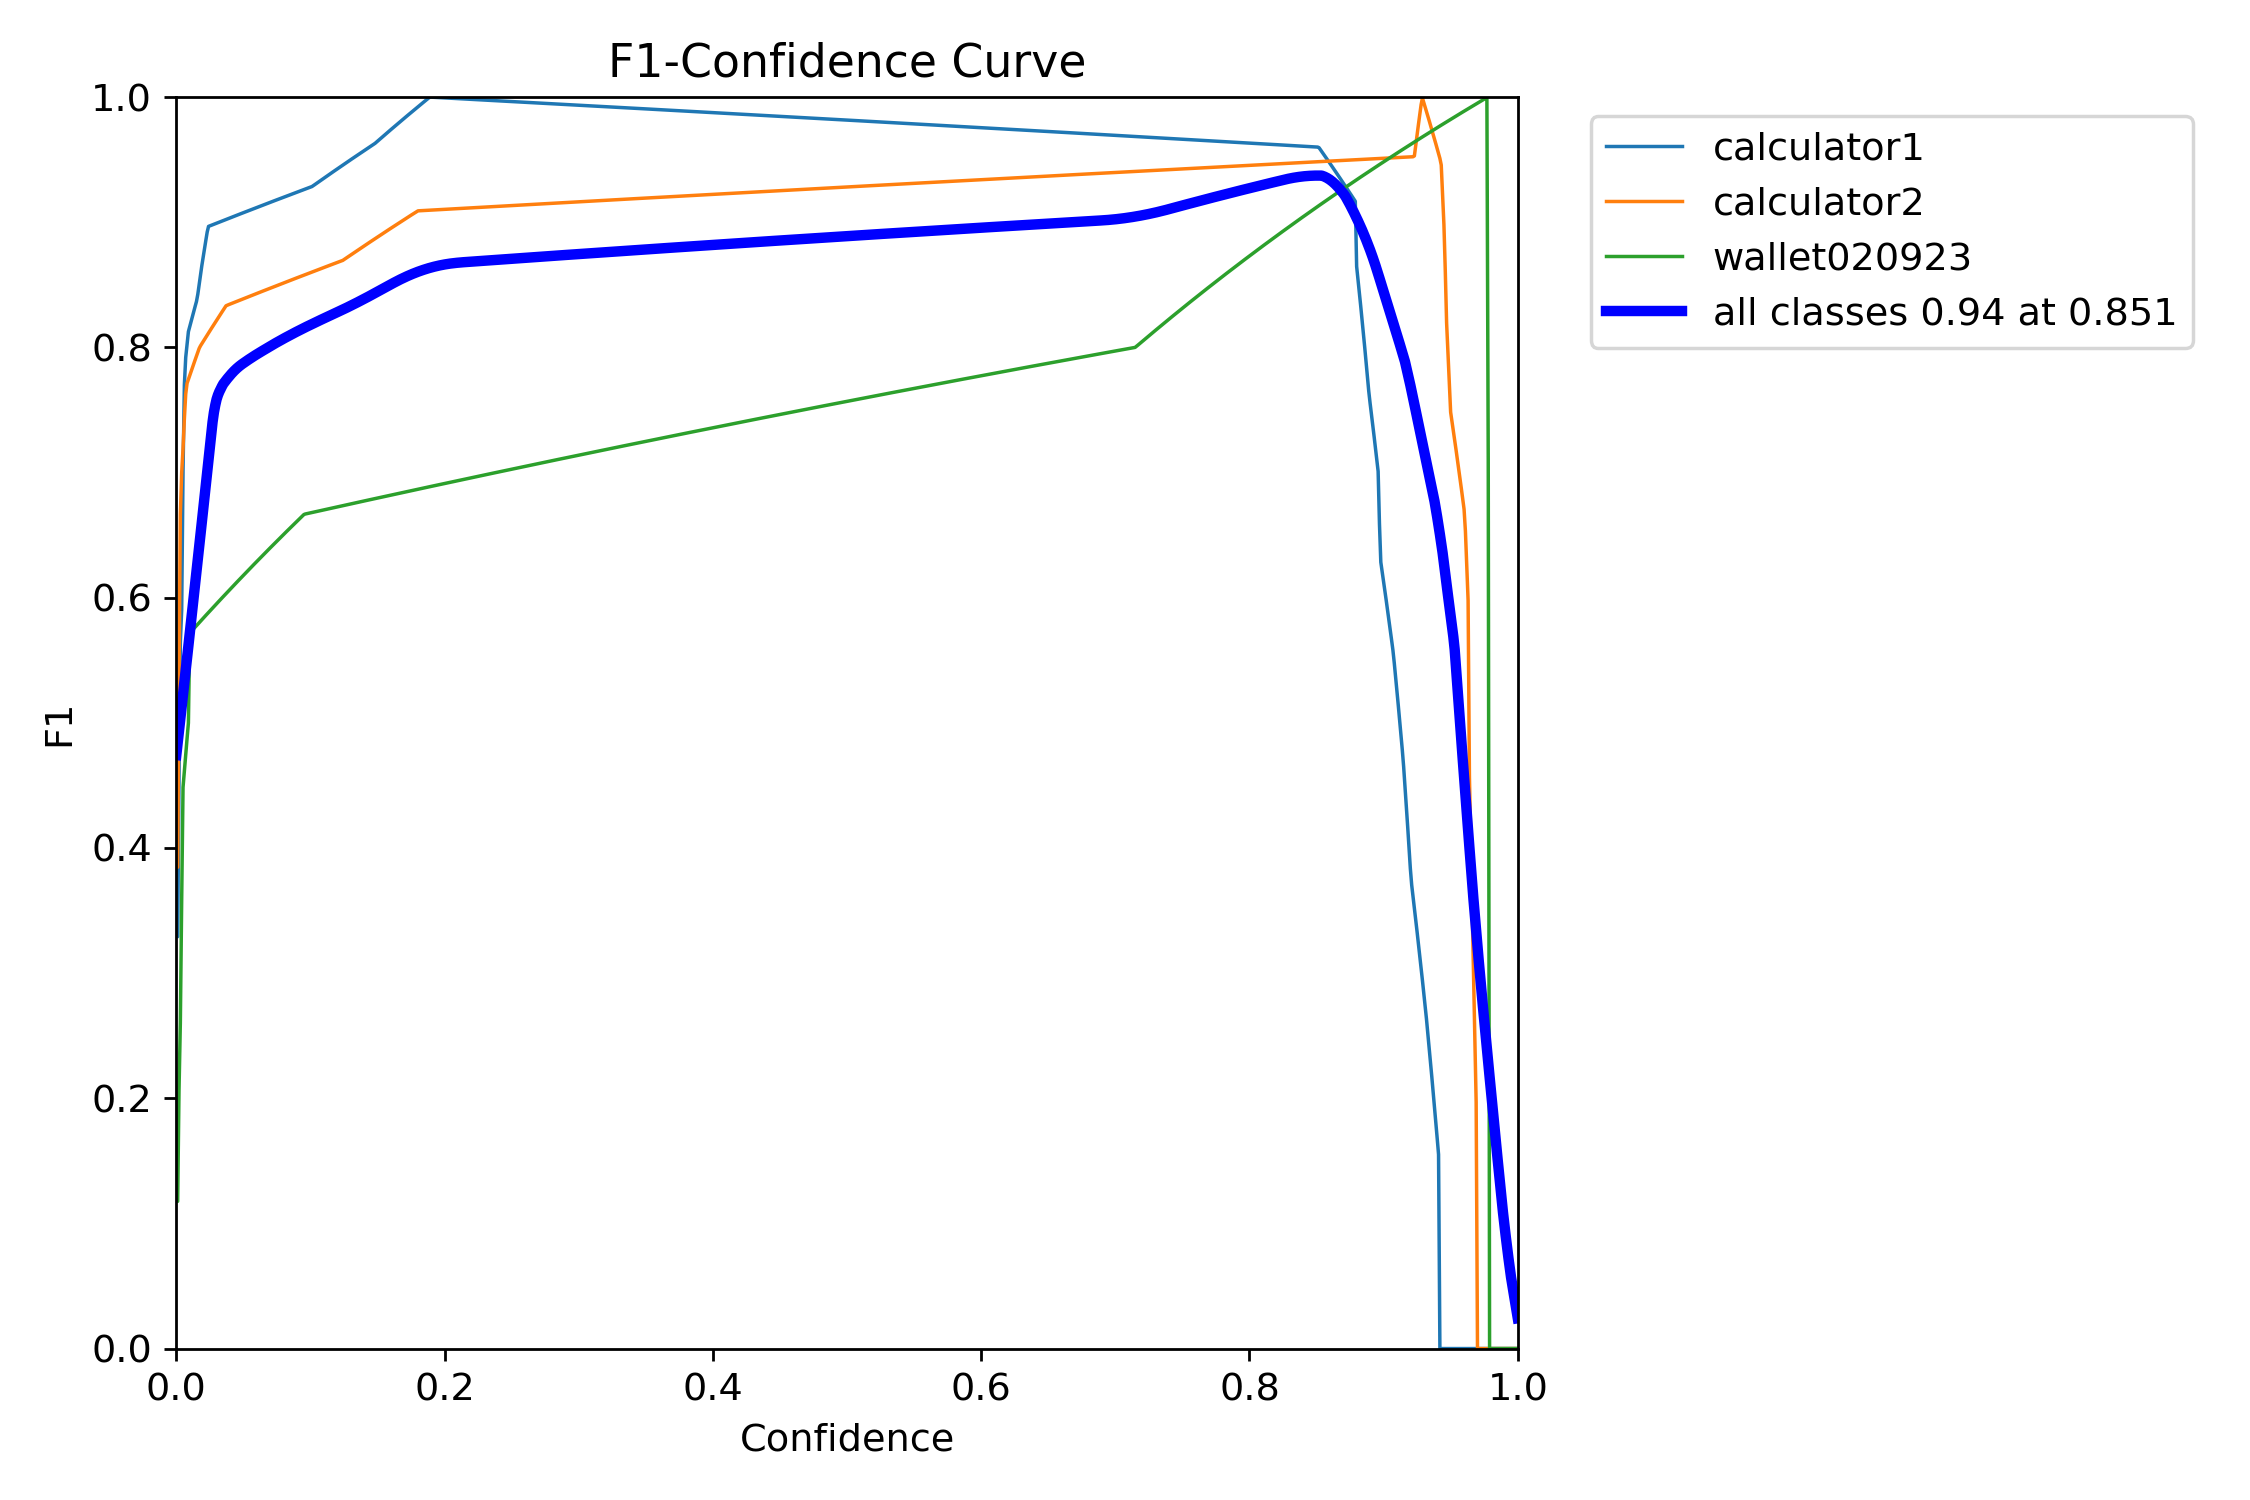 F1-Confidence Curve
1.0
0.8
0.6
0.4
0.2
0.0
F1
0.0 0.2 0.4 0.6 0.8 1.0
Confidence
calculator1
calculator2
wallet020923
all classes 0.94 at 0.851